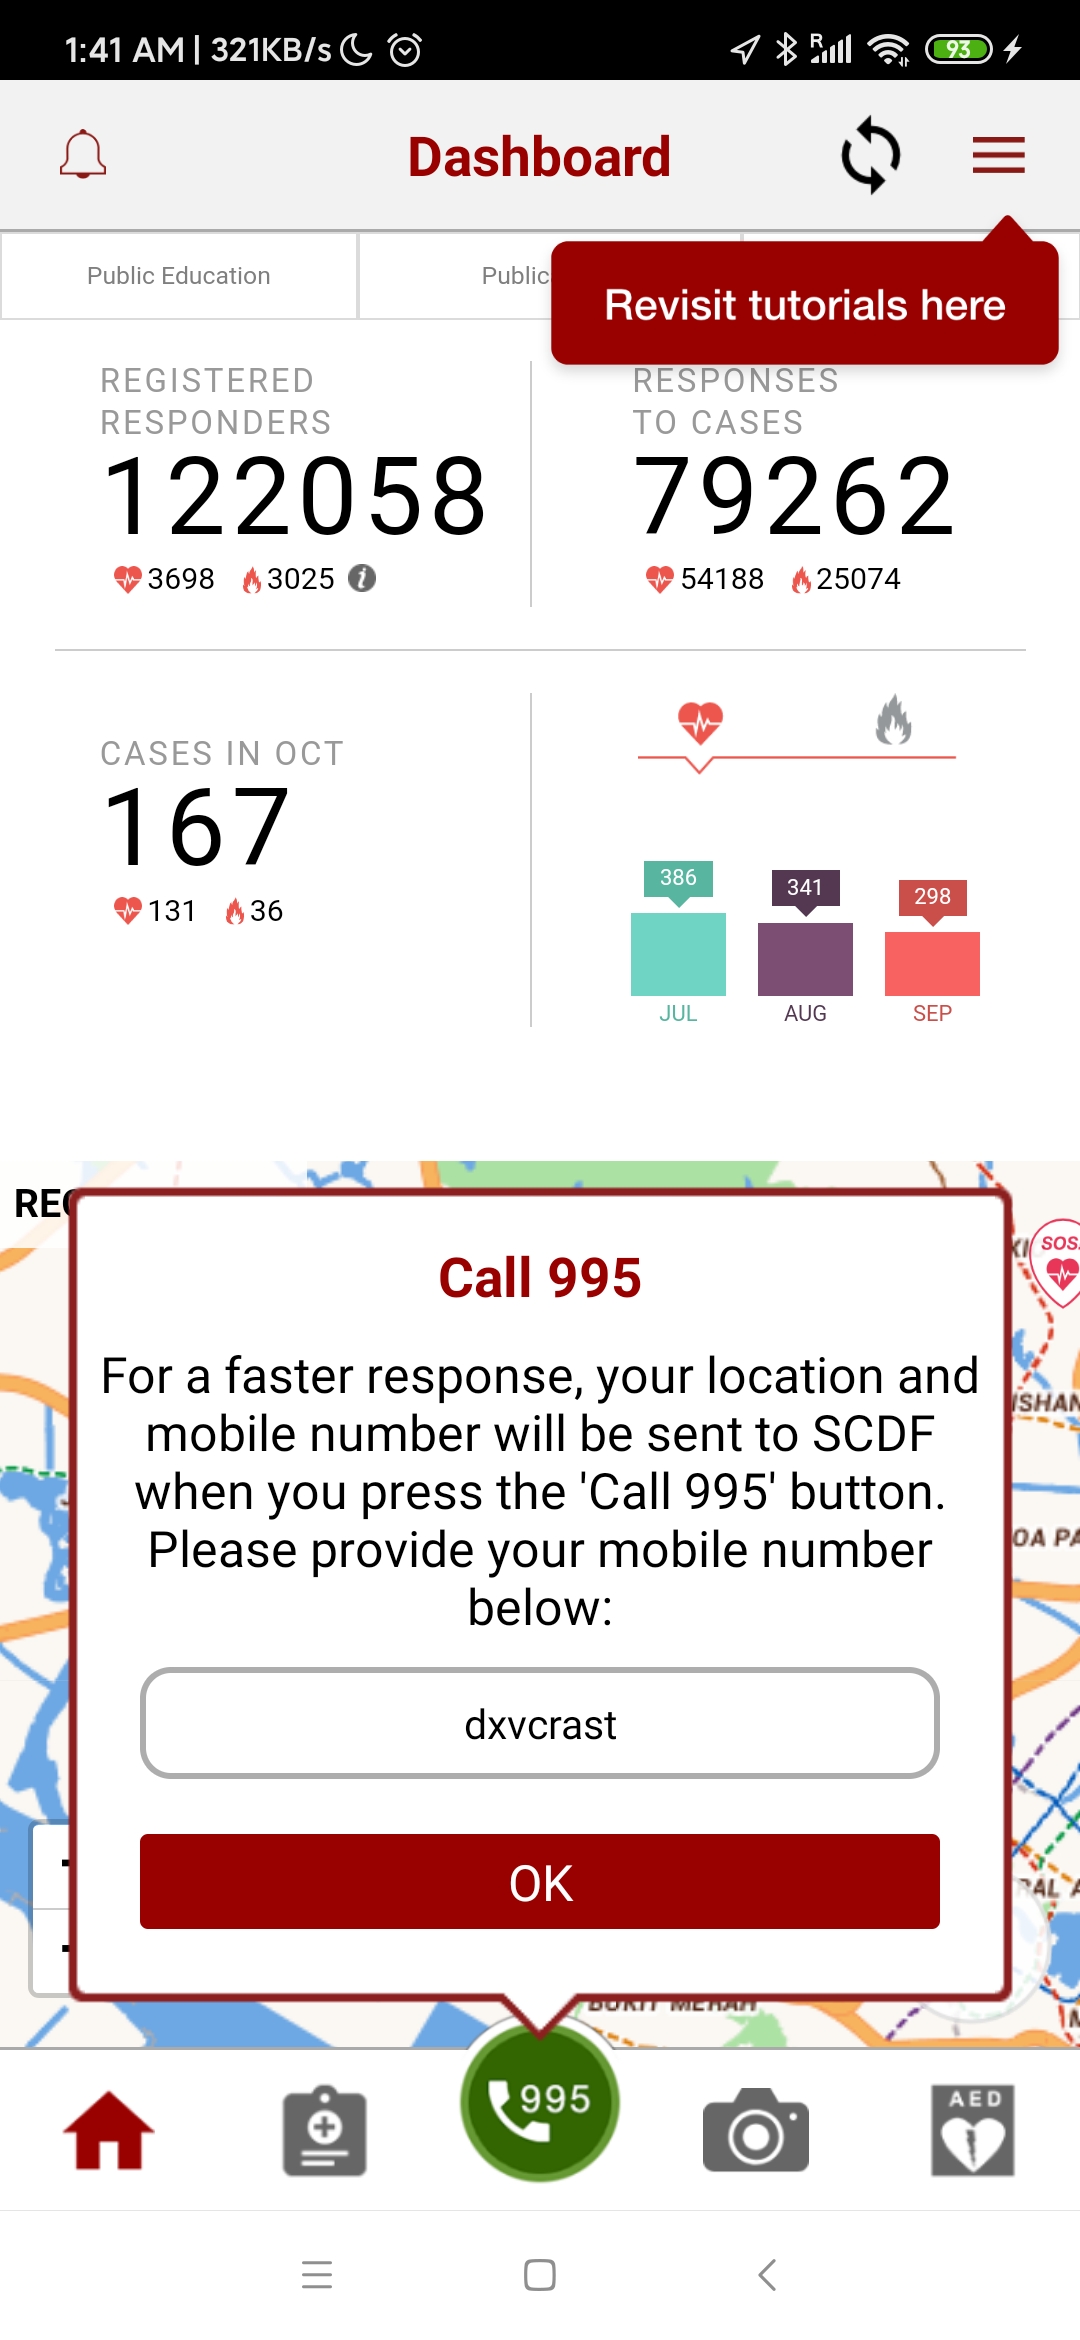 1:41 AM | 321KB/s
R
93
Dashboard
Public Education
Revisit tutorials here
REGISTERED
RESPONDERS
122058
3698 3025 i
RESPONSES
TO CASES
79262
54188 25074
CASES IN OCT
167
131 36
386
341
298
JUL
AUG
SEP
SOS
Call 995
For a faster response, your location and
mobile number will be sent to SCDF
when you press the 'Call 995' button.
Please provide your mobile number
below:
dxvcrast
OK
BUKIT MERAH
995
AED